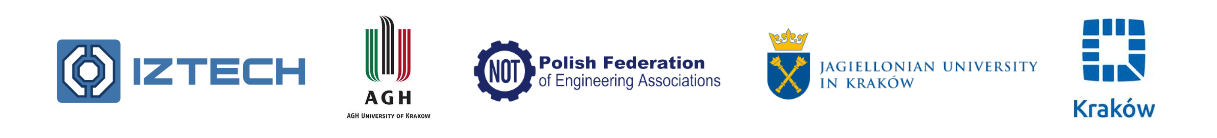 IZTECH
AGH
AGH University of Krakow
NOT
Polish Federation
of Engineering Associations
JAGIELLONIAN UNIVERSITY
IN KRAKÓW
Kraków